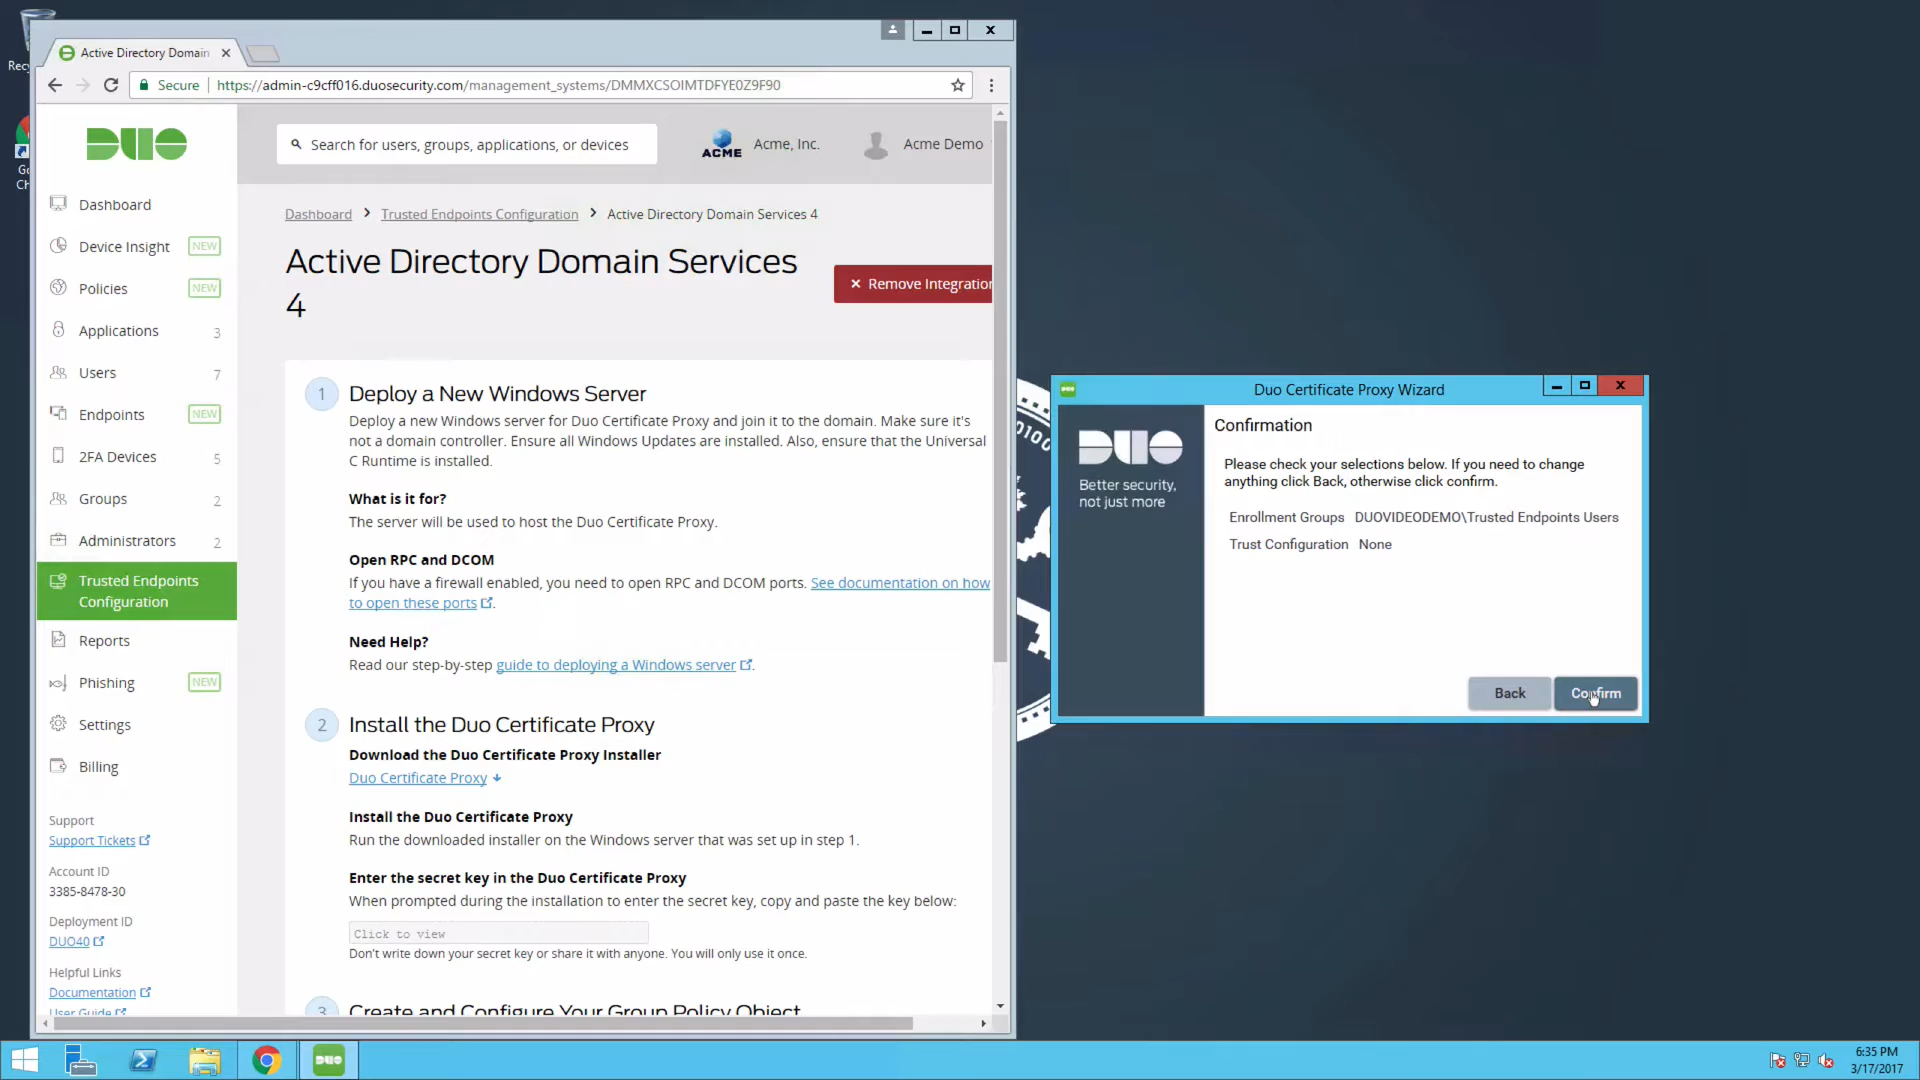 Active Directory Domain
Secure
https://admin-c9cff016.duosecurity.com/management_systems/DMMXCSOIMTDFYE0Z9F90
DUO
Search for users, groups, applications, or devices
ACME
Acme, Inc.
Acme Demo
Dashboard
Device Insight NEW
Policies NEW
Applications 3
Users 7
Endpoints NEW
2FA Devices 5
Groups 2
Administrators 2
Trusted Endpoints
Configuration
Reports
Phishing NEW
Settings
Billing
Support
Support Tickets
Account ID
3385-8478-30
Deployment ID
DUO40
Helpful Links
Documentation
User Guide
Dashboard > Trusted Endpoints Configuration > Active Directory Domain Services 4
Active Directory Domain Services
4
× Remove Integration
1 Deploy a New Windows Server
Deploy a new Windows server for Duo Certificate Proxy and join it to the domain. Make sure it's
not a domain controller. Ensure all Windows Updates are installed. Also, ensure that the Universal
C Runtime is installed.
What is it for?
The server will be used to host the Duo Certificate Proxy.
Open RPC and DCOM
If you have a firewall enabled, you need to open RPC and DCOM ports. See documentation on how
to open these ports.
Need Help?
Read our step-by-step guide to deploying a Windows server.
2 Install the Duo Certificate Proxy
Download the Duo Certificate Proxy Installer
Duo Certificate Proxy
Install the Duo Certificate Proxy
Run the downloaded installer on the Windows server that was set up in step 1.
Enter the secret key in the Duo Certificate Proxy
When prompted during the installation to enter the secret key, copy and paste the key below:
Click to view
Don't write down your secret key or share it with anyone. You will only use it once.
3 Create and Configure Your Group Policy Object
Duo Certificate Proxy Wizard
DUO
Better security,
not just more
Confirmation
Please check your selections below. If you need to change
anything click Back, otherwise click confirm.
Enrollment Groups DUOVIDEODEMO\Trusted Endpoints Users
Trust Configuration None
Back
Confirm
6:35 PM
3/17/2017